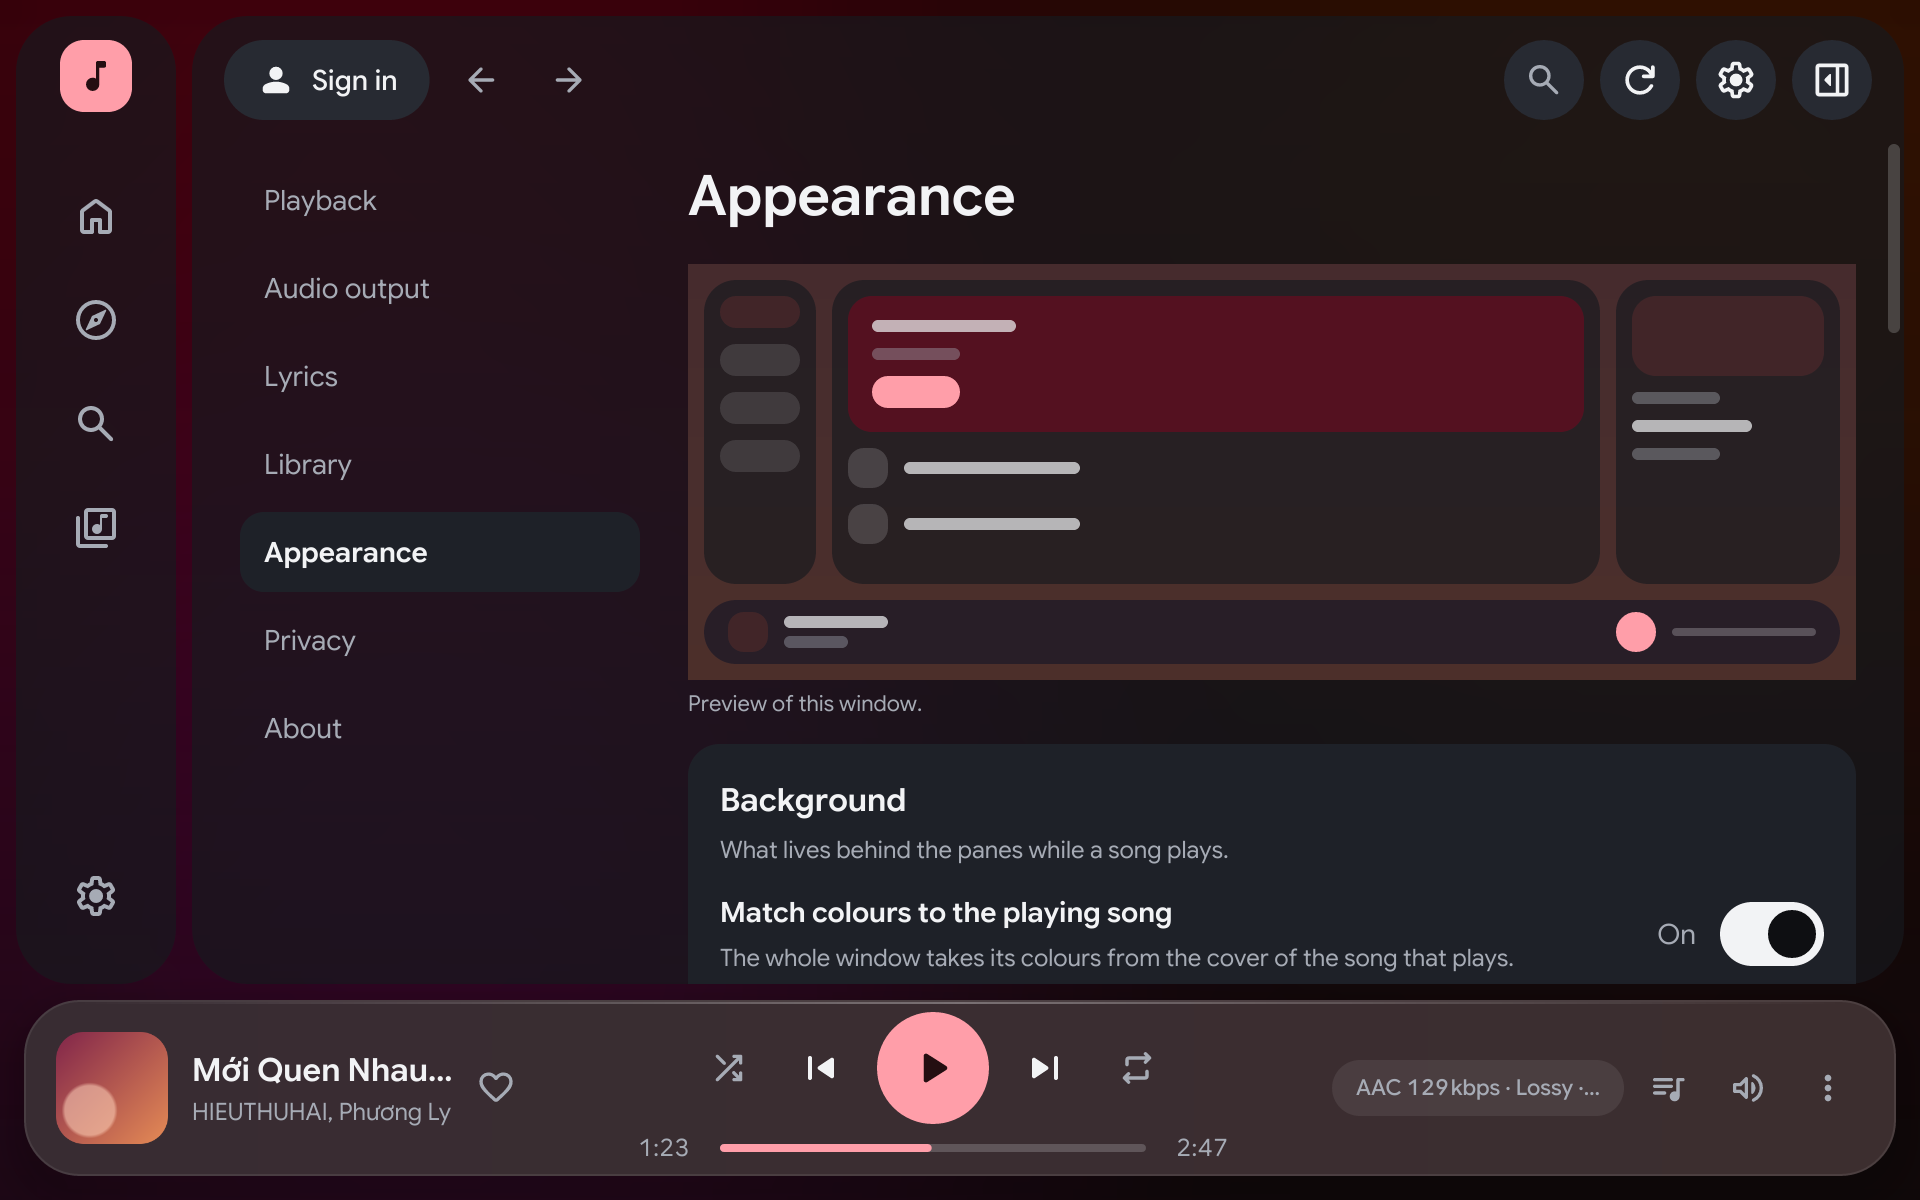 Sign in
Playback
Audio output
Lyrics
Library
Appearance
Privacy
About
Appearance
Preview of this window.
Background
What lives behind the panes while a song plays.
Match colours to the playing song
The whole window takes its colours from the cover of the song that plays.
On
Mới Quen Nhau...
HIEUTHUHAI, Phương Ly
1:23
2:47
AAC 129kbps · Lossy ·...